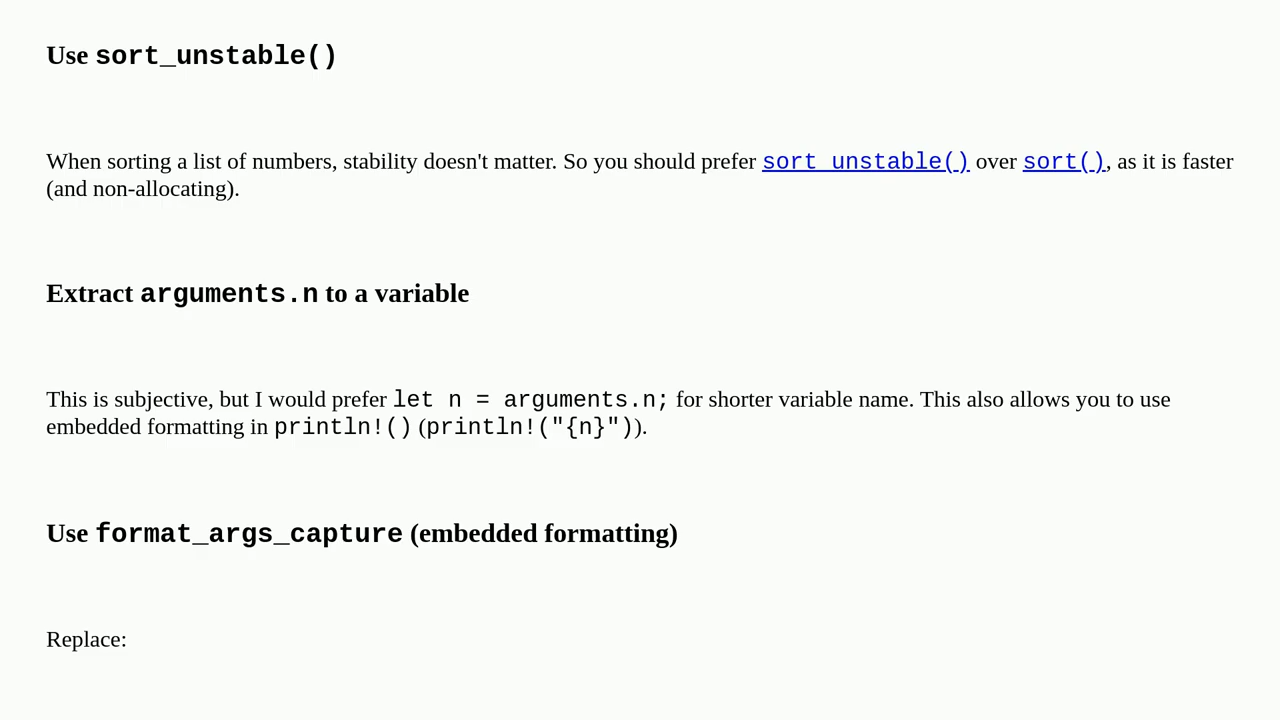 Use sort_unstable()
When sorting a list of numbers, stability doesn't matter. So you should prefer sort_unstable() over sort(), as it is faster
(and non-allocating).
Extract arguments.n to a variable
This is subjective, but I would prefer let n = arguments.n; for shorter variable name. This also allows you to use
embedded formatting in println!() (println!("{n}")).
Use format_args_capture (embedded formatting)
Replace: